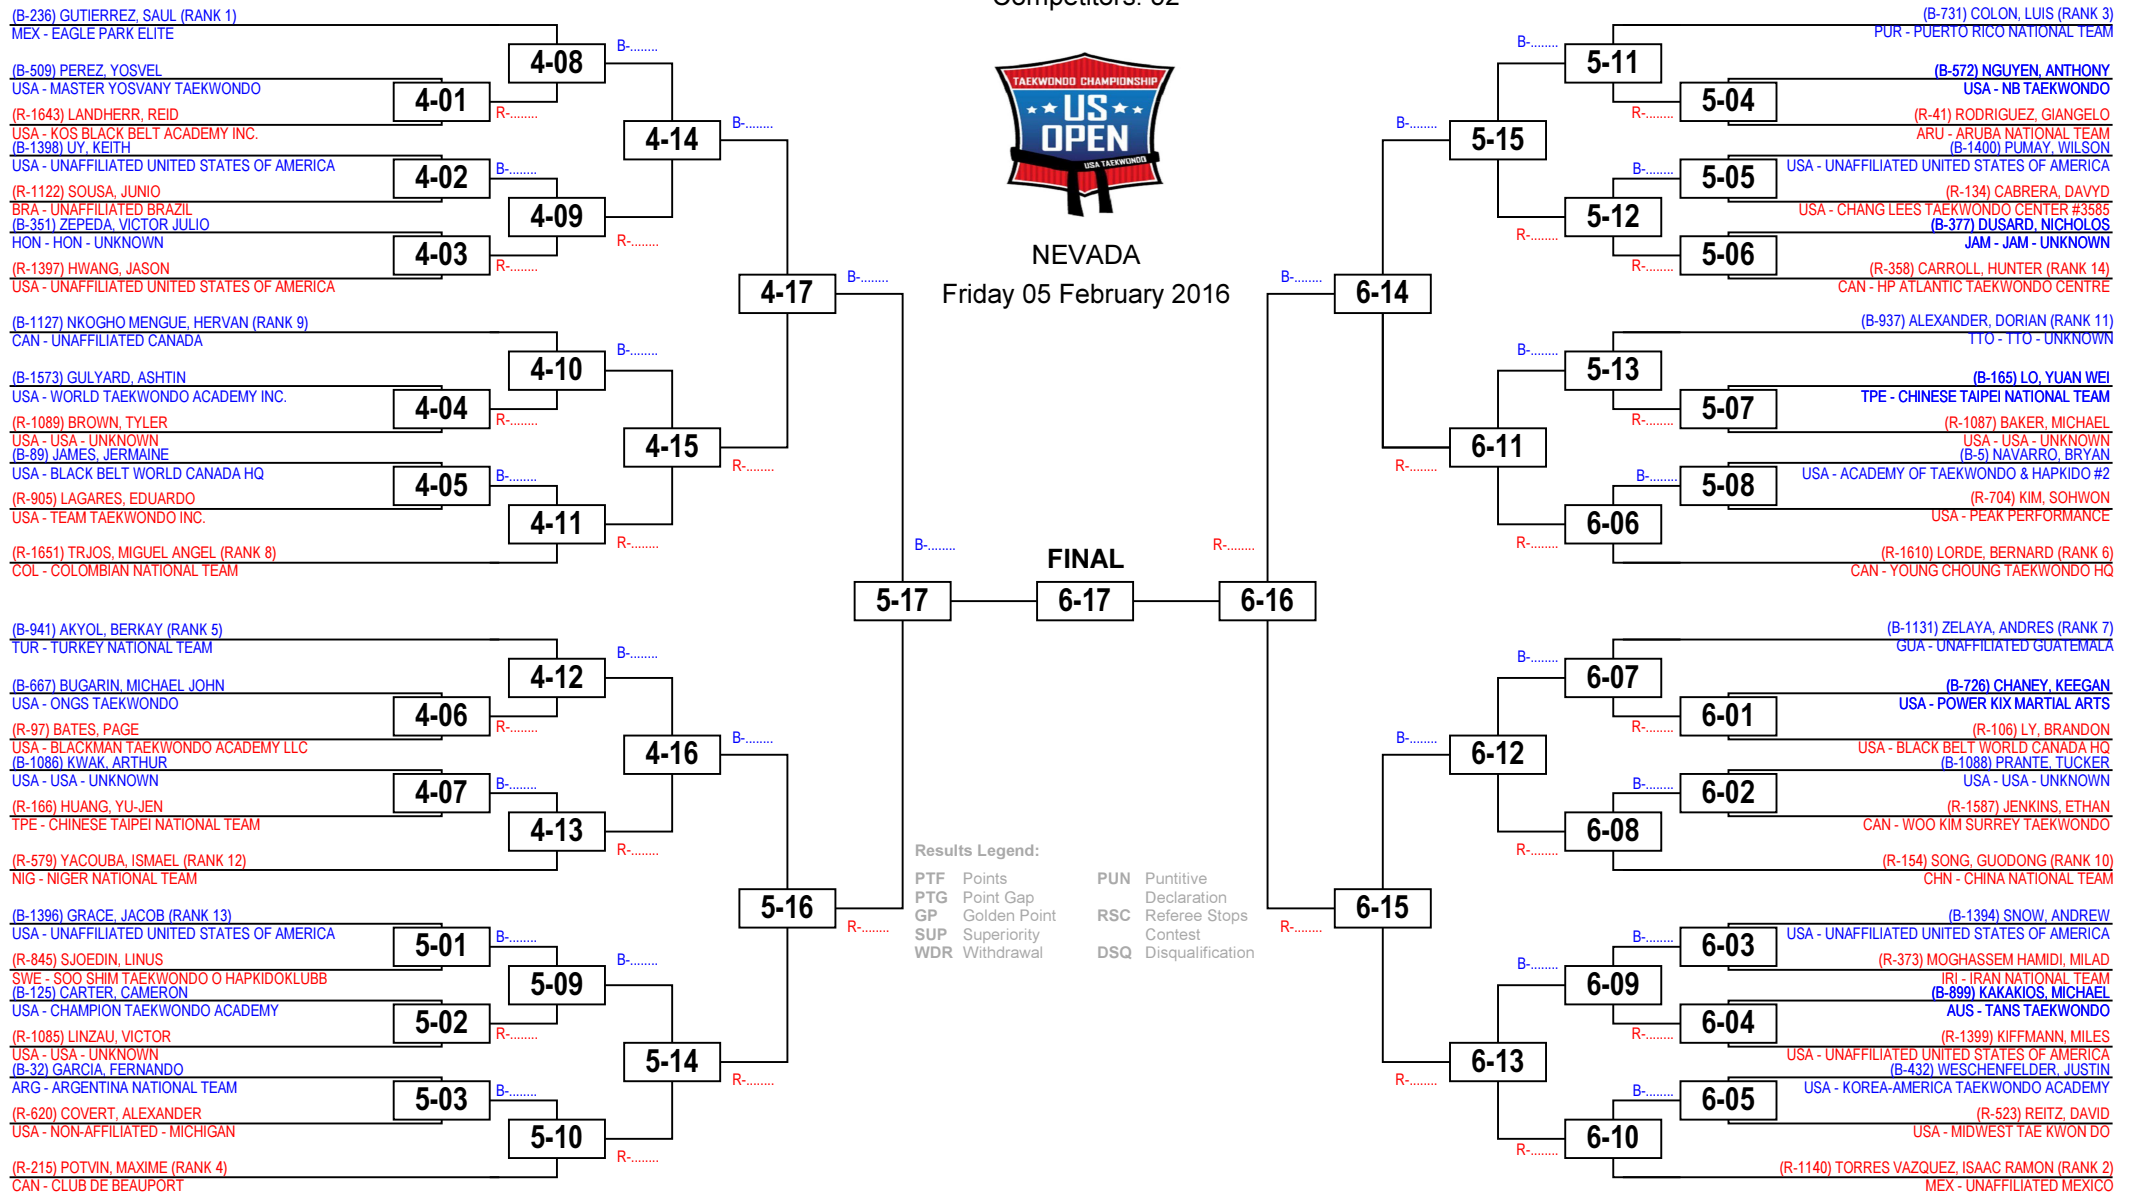 Competitors: 52
(B-236) GUTIERREZ, SAUL (RANK 1)
MEX - EAGLE PARK ELITE
4-08
B-........
(B-509) PEREZ, YOSVEL
USA - MASTER YOSVANY TAEKWONDO
4-01
R-........
(R-1643) LANDHERR, REID
USA - KOS BLACK BELT ACADEMY INC.
4-14
B-........
(B-1398) UY, KEITH
USA - UNAFFILIATED UNITED STATES OF AMERICA
4-02
B-........
(R-1122) SOUSA, JUNIO
BRA - UNAFFILIATED BRAZIL
4-09
R-........
(B-351) ZEPEDA, VICTOR JULIO
HON - HON - UNKNOWN
4-03
R-........
(R-1397) HWANG, JASON
USA - UNAFFILIATED UNITED STATES OF AMERICA
4-17
B-........
(B-1127) NKOGHO MENGUE, HERVAN (RANK 9)
CAN - UNAFFILIATED CANADA
4-10
B-........
(B-1573) GULYARD, ASHTIN
USA - WORLD TAEKWONDO ACADEMY INC.
4-04
R-........
(R-1089) BROWN, TYLER
USA - USA - UNKNOWN
4-15
R-........
(B-89) JAMES, JERMAINE
USA - BLACK BELT WORLD CANADA HQ
4-05
B-........
(R-905) LAGARES, EDUARDO
USA - TEAM TAEKWONDO INC.
4-11
R-........
(R-1651) TRJOS, MIGUEL ANGEL (RANK 8)
COL - COLOMBIAN NATIONAL TEAM
B-........
5-17
(B-941) AKYOL, BERKAY (RANK 5)
TUR - TURKEY NATIONAL TEAM
4-12
B-........
(B-667) BUGARIN, MICHAEL JOHN
USA - ONGS TAEKWONDO
4-06
R-........
(R-97) BATES, PAGE
USA - BLACKMAN TAEKWONDO ACADEMY LLC
4-16
B-........
(B-1086) KWAK, ARTHUR
USA - USA - UNKNOWN
4-07
B-........
(R-166) HUANG, YU-JEN
TPE - CHINESE TAIPEI NATIONAL TEAM
4-13
R-........
(R-579) YACOUBA, ISMAEL (RANK 12)
NIG - NIGER NATIONAL TEAM
5-16
R-........
(B-1396) GRACE, JACOB (RANK 13)
USA - UNAFFILIATED UNITED STATES OF AMERICA
5-01
B-........
(R-845) SJOEDIN, LINUS
SWE - SOO SHIM TAEKWONDO O HAPKIDOKLUBB
5-09
B-........
(B-125) CARTER, CAMERON
USA - CHAMPION TAEKWONDO ACADEMY
5-02
R-........
(R-1085) LINZAU, VICTOR
USA - USA - UNKNOWN
5-14
R-........
(B-32) GARCIA, FERNANDO
ARG - ARGENTINA NATIONAL TEAM
5-03
B-........
(R-620) COVERT, ALEXANDER
USA - NON-AFFILIATED - MICHIGAN
5-10
R-........
(R-215) POTVIN, MAXIME (RANK 4)
CAN - CLUB DE BEAUPORT
TAEKWONDO CHAMPIONSHIP
US
OPEN
USA TAEKWONDO
NEVADA
Friday 05 February 2016
FINAL
6-17
Results Legend:
PTF Points
PTG Point Gap
GP Golden Point
SUP Superiority
WDR Withdrawal
PUN Puntitive
Declaration
RSC Referee Stops
Contest
DSQ Disqualification
(B-731) COLON, LUIS (RANK 3)
PUR - PUERTO RICO NATIONAL TEAM
B-........
5-11
(B-572) NGUYEN, ANTHONY
USA - NB TAEKWONDO
R-........
5-04
(R-41) RODRIGUEZ, GIANGELO
ARU - ARUBA NATIONAL TEAM
B-........
5-15
(B-1400) PUMAY, WILSON
USA - UNAFFILIATED UNITED STATES OF AMERICA
B-........
5-05
(R-134) CABRERA, DAVYD
USA - CHANG LEES TAEKWONDO CENTER #3585
R-........
5-12
(B-377) DUSARD, NICHOLOS
JAM - JAM - UNKNOWN
R-........
5-06
(R-358) CARROLL, HUNTER (RANK 14)
CAN - HP ATLANTIC TAEKWONDO CENTRE
B-........
6-14
(B-937) ALEXANDER, DORIAN (RANK 11)
TTO - TTO - UNKNOWN
B-........
5-13
(B-165) LO, YUAN WEI
TPE - CHINESE TAIPEI NATIONAL TEAM
R-........
5-07
(R-1087) BAKER, MICHAEL
USA - USA - UNKNOWN
R-........
6-11
(B-5) NAVARRO, BRYAN
USA - ACADEMY OF TAEKWONDO & HAPKIDO #2
B-........
5-08
(R-704) KIM, SOHWON
USA - PEAK PERFORMANCE
R-........
6-06
(R-1610) LORDE, BERNARD (RANK 6)
CAN - YOUNG CHOUNG TAEKWONDO HQ
R-........
6-16
(B-1131) ZELAYA, ANDRES (RANK 7)
GUA - UNAFFILIATED GUATEMALA
B-........
6-07
(B-726) CHANEY, KEEGAN
USA - POWER KIX MARTIAL ARTS
R-........
6-01
(R-106) LY, BRANDON
USA - BLACK BELT WORLD CANADA HQ
B-........
6-12
(B-1088) PRANTE, TUCKER
USA - USA - UNKNOWN
B-........
6-02
(R-1587) JENKINS, ETHAN
CAN - WOO KIM SURREY TAEKWONDO
R-........
6-08
(R-154) SONG, GUODONG (RANK 10)
CHN - CHINA NATIONAL TEAM
R-........
6-15
(B-1394) SNOW, ANDREW
USA - UNAFFILIATED UNITED STATES OF AMERICA
B-........
6-03
(R-373) MOGHASSEM HAMIDI, MILAD
IRI - IRAN NATIONAL TEAM
B-........
6-09
(B-899) KAKAKIOS, MICHAEL
AUS - TANS TAEKWONDO
R-........
6-04
(R-1399) KIFFMANN, MILES
USA - UNAFFILIATED UNITED STATES OF AMERICA
R-........
6-13
(B-432) WESCHENFELDER, JUSTIN
USA - KOREA-AMERICA TAEKWONDO ACADEMY
B-........
6-05
(R-523) REITZ, DAVID
USA - MIDWEST TAE KWON DO
R-........
6-10
(R-1140) TORRES VAZQUEZ, ISAAC RAMON (RANK 2)
MEX - UNAFFILIATED MEXICO